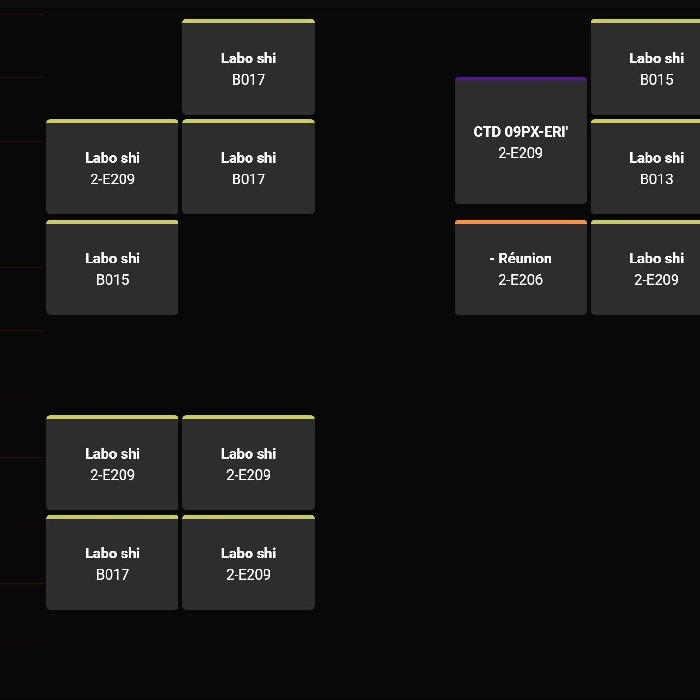 Labo shi
B017
Labo shi
B015
CTD 09PX-ERI'
2-E209
Labo shi
2-E209
Labo shi
B017
Labo shi
B013
Labo shi
B015
- Réunion
2-E206
Labo shi
2-E209
Labo shi
2-E209
Labo shi
2-E209
Labo shi
B017
Labo shi
2-E209